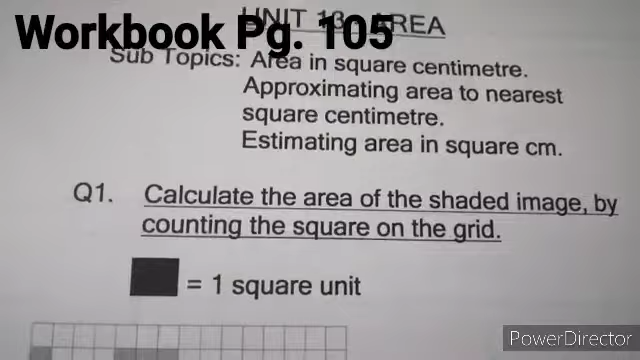 Workbook Pg. 105
UNIT 13 AREA
Sub Topics: Area in square centimetre.
Approximating area to nearest
square centimetre.
Estimating area in square cm.
Q1. Calculate the area of the shaded image, by
counting the square on the grid.
= 1 square unit
PowerDirector